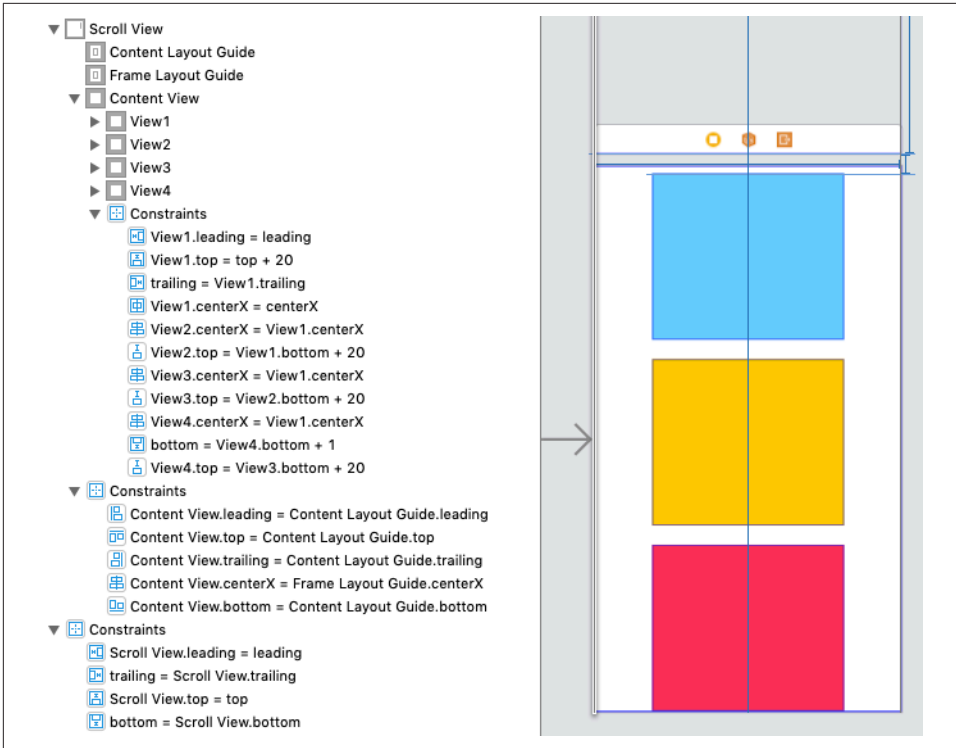 Scroll View
Content Layout Guide
Frame Layout Guide
Content View
View1
View2
View3
View4
Constraints
View1.leading = leading
View1.top = top + 20
trailing = View1.trailing
View1.centerX = centerX
View2.centerX = View1.centerX
View2.top = View1.bottom + 20
View3.centerX = View1.centerX
View3.top = View2.bottom + 20
View4.centerX = View1.centerX
bottom = View4.bottom + 1
View4.top = View3.bottom + 20
Constraints
Content View.leading = Content Layout Guide.leading
Content View.top = Content Layout Guide.top
Content View.trailing = Content Layout Guide.trailing
Content View.centerX = Frame Layout Guide.centerX
Content View.bottom = Content Layout Guide.bottom
Constraints
Scroll View.leading = leading
trailing = Scroll View.trailing
Scroll View.top = top
bottom = Scroll View.bottom